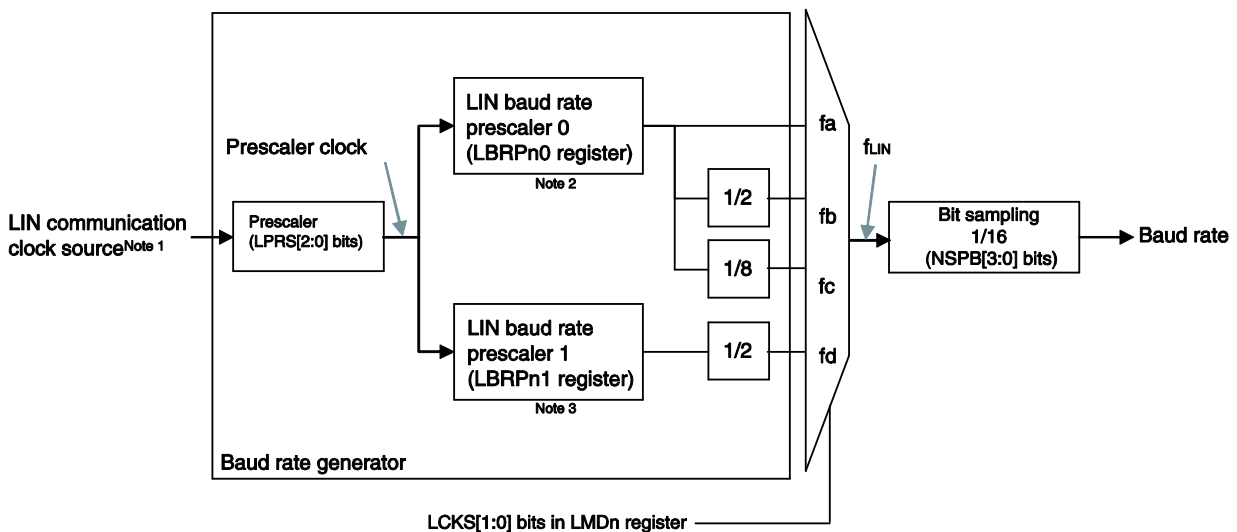 LIN communication
clock source Note 1
Prescaler
(LPRS[2:0] bits)
Prescaler clock
LIN baud rate
prescaler 0
(LBRPn0 register)
Note 2
LIN baud rate
prescaler 1
(LBRPn1 register)
Note 3
1/2
1/8
1/2
fa
fb
fc
fd
fLIN
Bit sampling
1/16
(NSPB[3:0] bits)
Baud rate
Baud rate generator
LCKS[1:0] bits in LMDn register